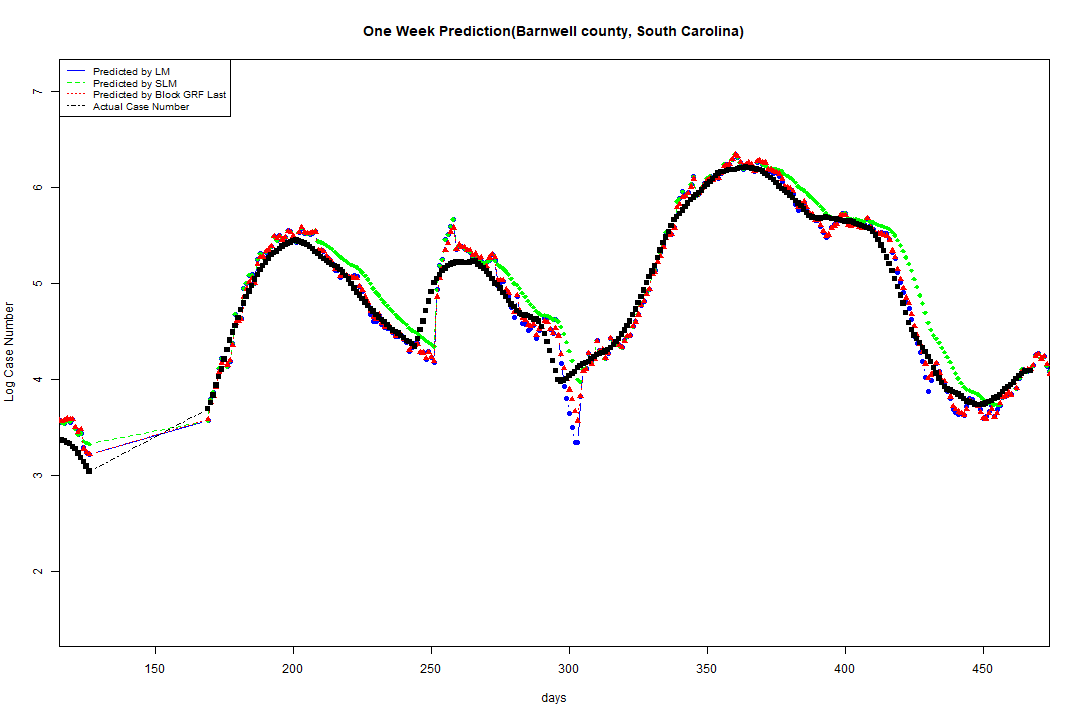 One Week Prediction(Barnwell county, South Carolina)
Predicted by LM
Predicted by SLM
Predicted by Block GRF Last
Actual Case Number
7
6
5
4
3
2
Log Case Number
150 200 250 300 350 400 450
days